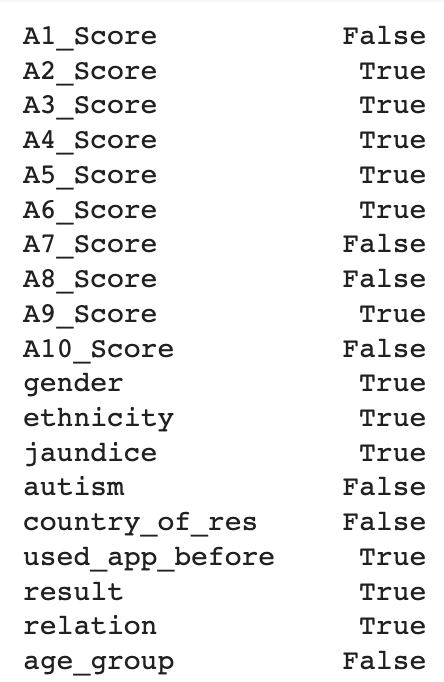 A1_Score False
A2_Score True
A3_Score True
A4_Score True
A5_Score True
A6_Score True
A7_Score False
A8_Score False
A9_Score True
A10_Score False
gender True
ethnicity True
jaundice True
autism False
country_of_res False
used_app_before True
result True
relation True
age_group False